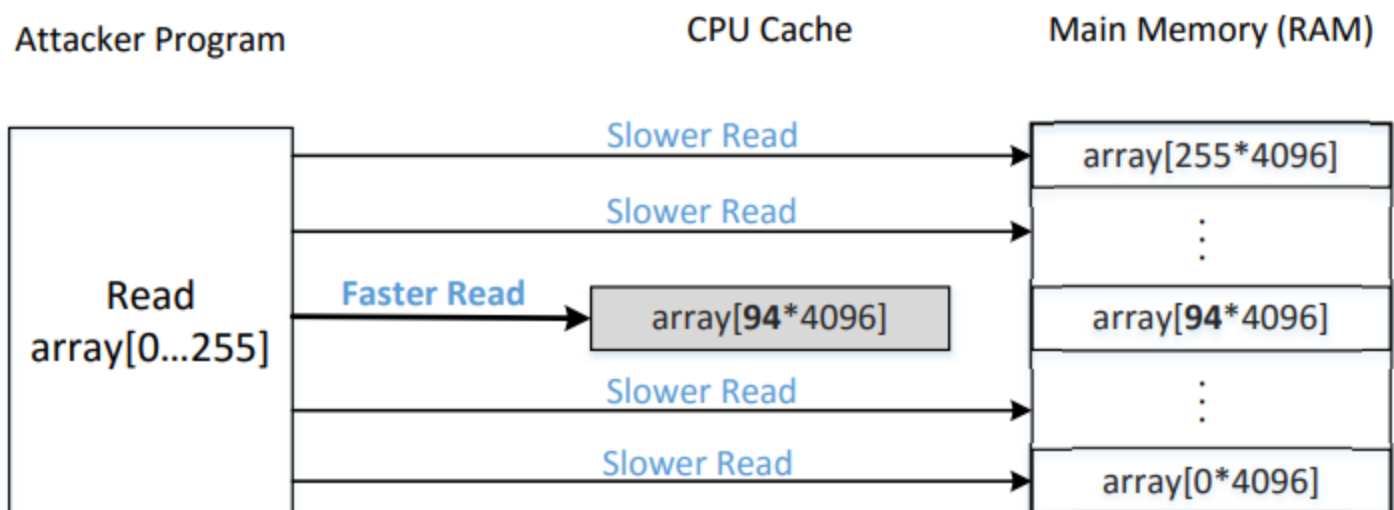 Attacker Program
CPU Cache
Main Memory (RAM)
Slower Read
array[255*4096]
Slower Read
⋮
Read
array[0...255]
Faster Read
array[94*4096]
array[94*4096]
Slower Read
⋮
Slower Read
array[0*4096]